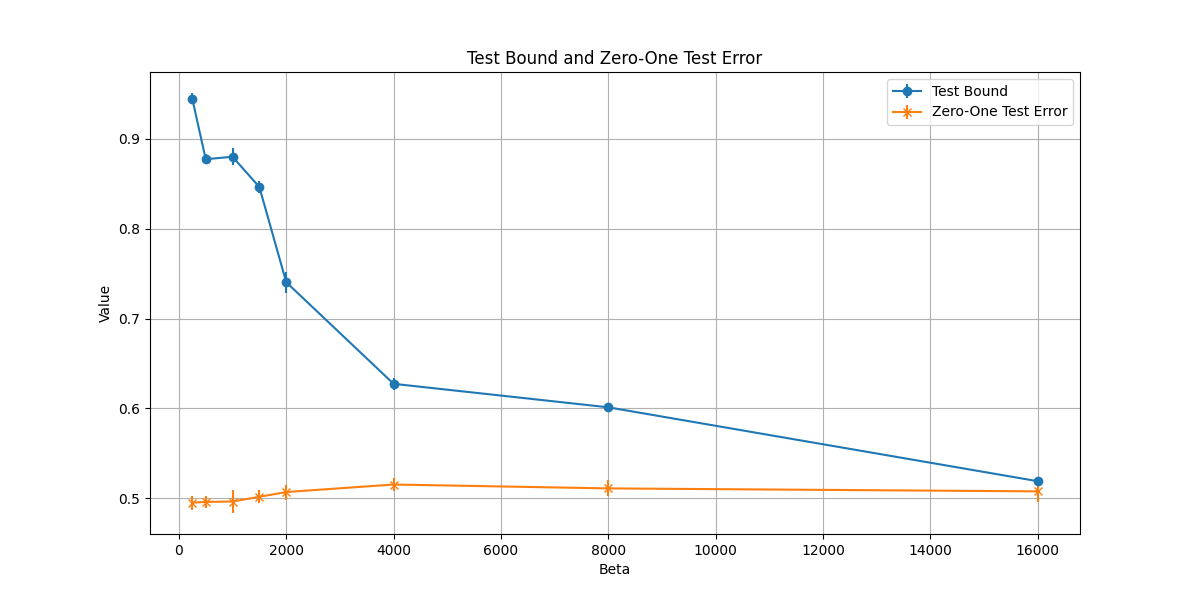 Test Bound and Zero-One Test Error
Test Bound
Zero-One Test Error
Value
0.9
0.8
0.7
0.6
0.5
0 2000 4000 6000 8000 10000 12000 14000 16000
Beta